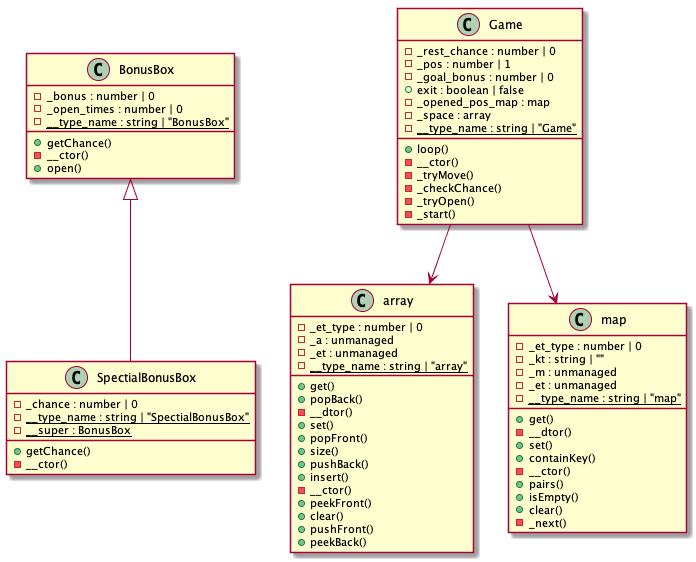 C BonusBox
_bonus : number | 0
_open_times : number | 0
__type_name : string | "BonusBox"
getChance()
__ctor()
open()
C Game
_rest_chance : number | 0
_pos : number | 1
_goal_bonus : number | 0
exit : boolean | false
_opened_pos_map : map
_space : array
__type_name : string | "Game"
loop()
__ctor()
_tryMove()
_checkChance()
_tryOpen()
_start()
C SpectialBonusBox
_chance : number | 0
__type_name : string | "SpectialBonusBox"
__super : BonusBox
getChance()
__ctor()
C array
_et_type : number | 0
_a : unmanaged
_et : unmanaged
__type_name : string | "array"
get()
popBack()
__dtor()
set()
popFront()
size()
pushBack()
insert()
__ctor()
peekFront()
clear()
pushFront()
peekBack()
C map
_et_type : number | 0
_kt : string | ""
_m : unmanaged
_et : unmanaged
__type_name : string | "map"
get()
__dtor()
set()
containKey()
__ctor()
pairs()
isEmpty()
clear()
_next()